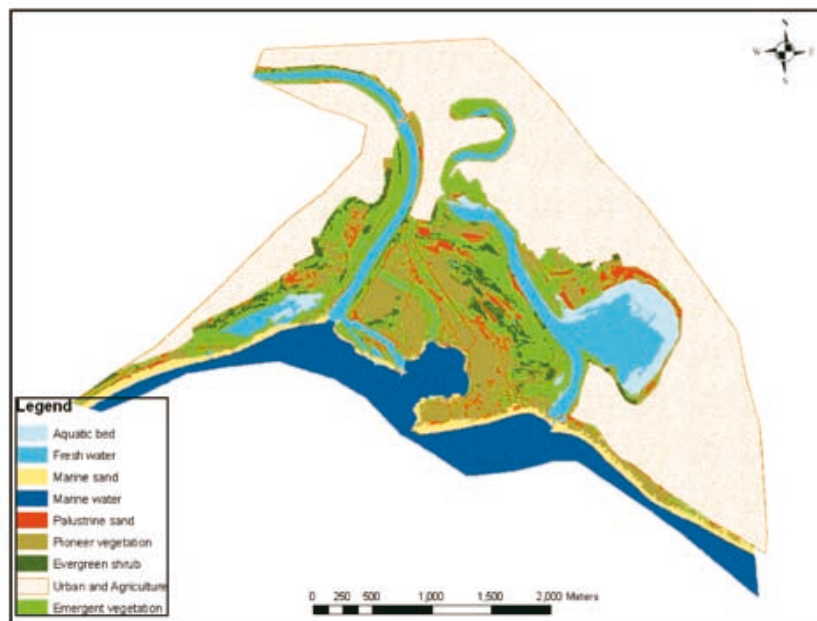 N
W E
S
Legend
Aquatic bed
Fresh water
Marine sand
Marine water
Palustrine sand
Pioneer vegetation
Evergreen shrub
Urban and Agriculture
Emergent vegetation
0 250 500 1,000 1,500 2,000 Meters